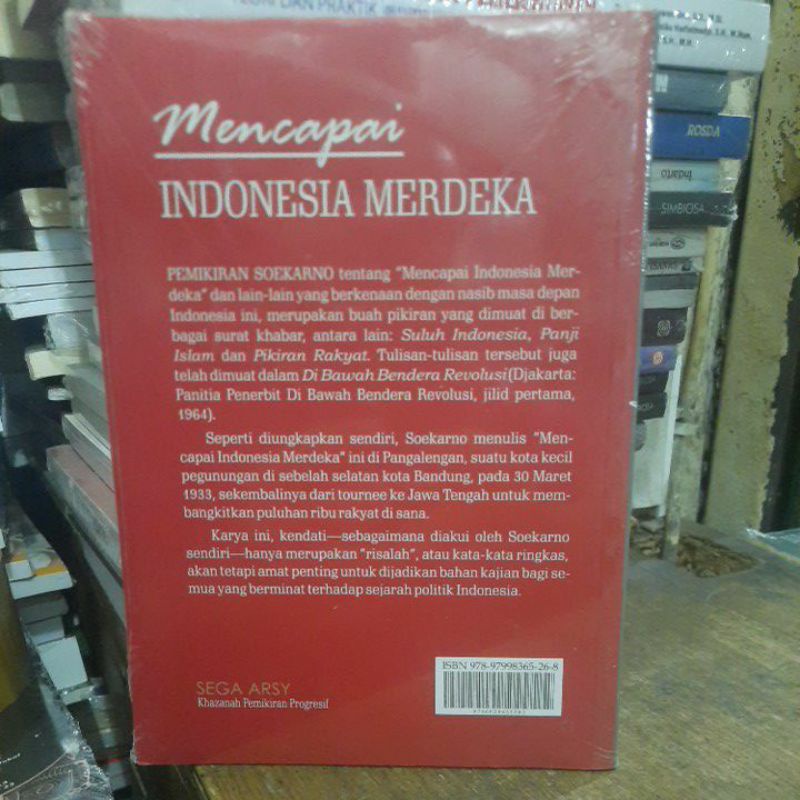 TEORI DAN PRAKTIK
Mencapai
INDONESIA MERDEKA
PEMIKIRAN SOEKARNO tentang "Mencapai Indonesia Mer-
deka" dan lain-lain yang berkenaan dengan nasib masa depan
Indonesia ini, merupakan buah pikiran yang dimuat di ber-
bagai surat khabar, antara lain: Suluh Indonesia, Panji
Islam dan Pikiran Rakyat. Tulisan-tulisan tersebut juga
telah dimuat dalam Di Bawah Bendera Revolusi(Djakarta:
Panitia Penerbit Di Bawah Bendera Revolusi, jilid pertama,
1964).
Seperti diungkapkan sendiri, Soekarno menulis "Men-
capai Indonesia Merdeka" ini di Pangalengan, suatu kota kecil
pegunungan di sebelah selatan kota Bandung, pada 30 Maret
1933, sekembalinya dari tournee ke Jawa Tengah untuk mem-
bangkitkan puluhan ribu rakyat di sana.
Karya ini, kendati—sebagaimana diakui oleh Soekarno
sendiri—hanya merupakan "risalah", atau kata-kata ringkas,
akan tetapi amat penting untuk dijadikan bahan kajian bagi se-
mua yang berminat terhadap sejarah politik Indonesia.
SEGA ARSY
Khazanah Pemikiran Progresif
ISBN 978-97998365-26-8
ROSDA
indarto
SIMBIOSA